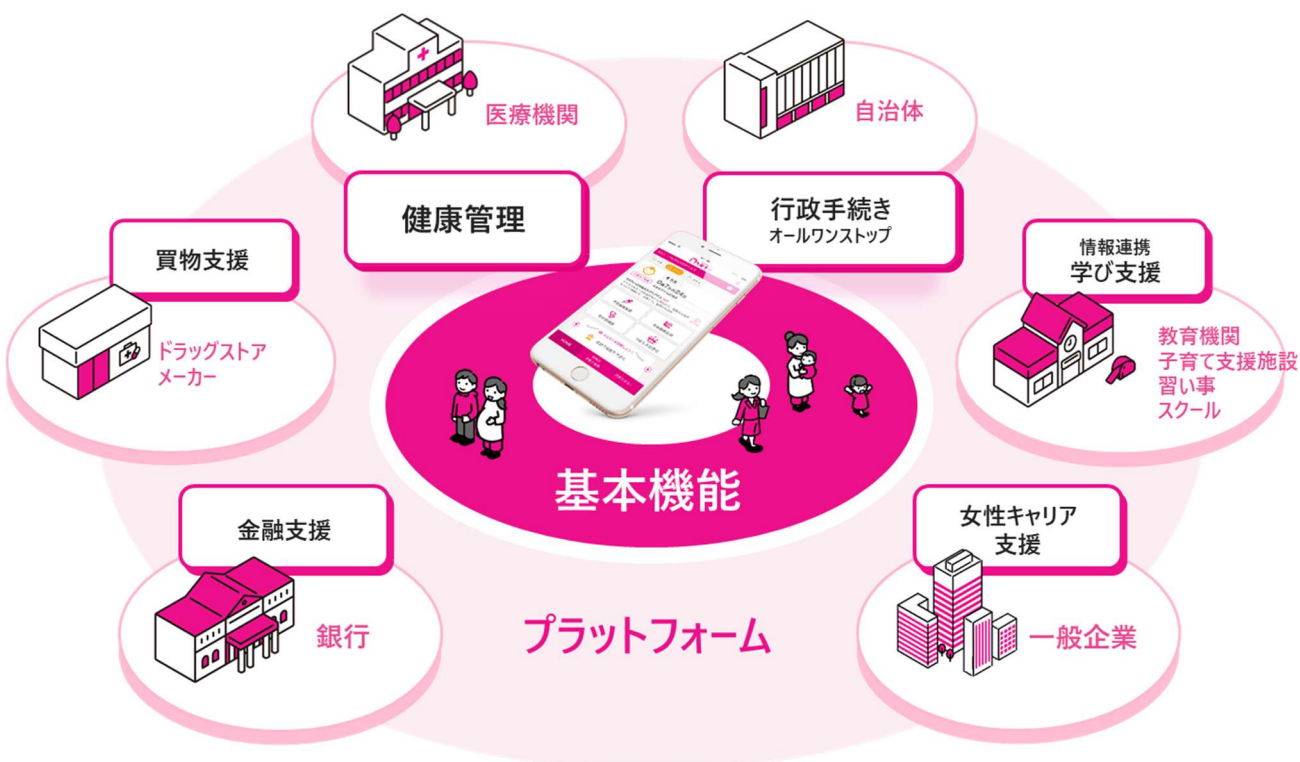 医療機関
自治体
健康管理
行政手続き
オールワンストップ
買物支援
情報連携
学び支援
ドラッグストア
メーカー
教育機関
子育て支援施設
習い事
スクール
基本機能
金融支援
女性キャリア
支援
銀行
プラットフォーム
一般企業